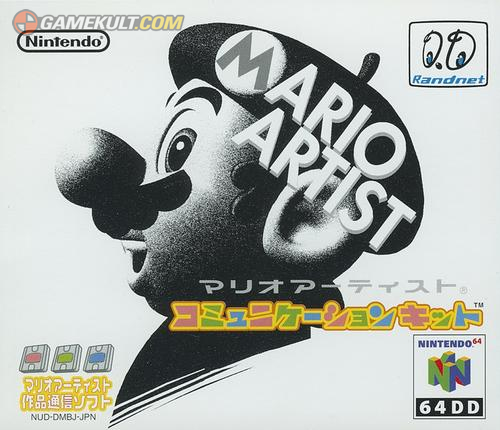 GAMEKULT.COM
Nintendo®
Randnet
MARIO
ARTIST
マリオアーティスト®
コミュニケーションキット™
マリオアーティスト
作品通信ソフト
NUD-DMBJ-JPN
NINTENDO64
64DD